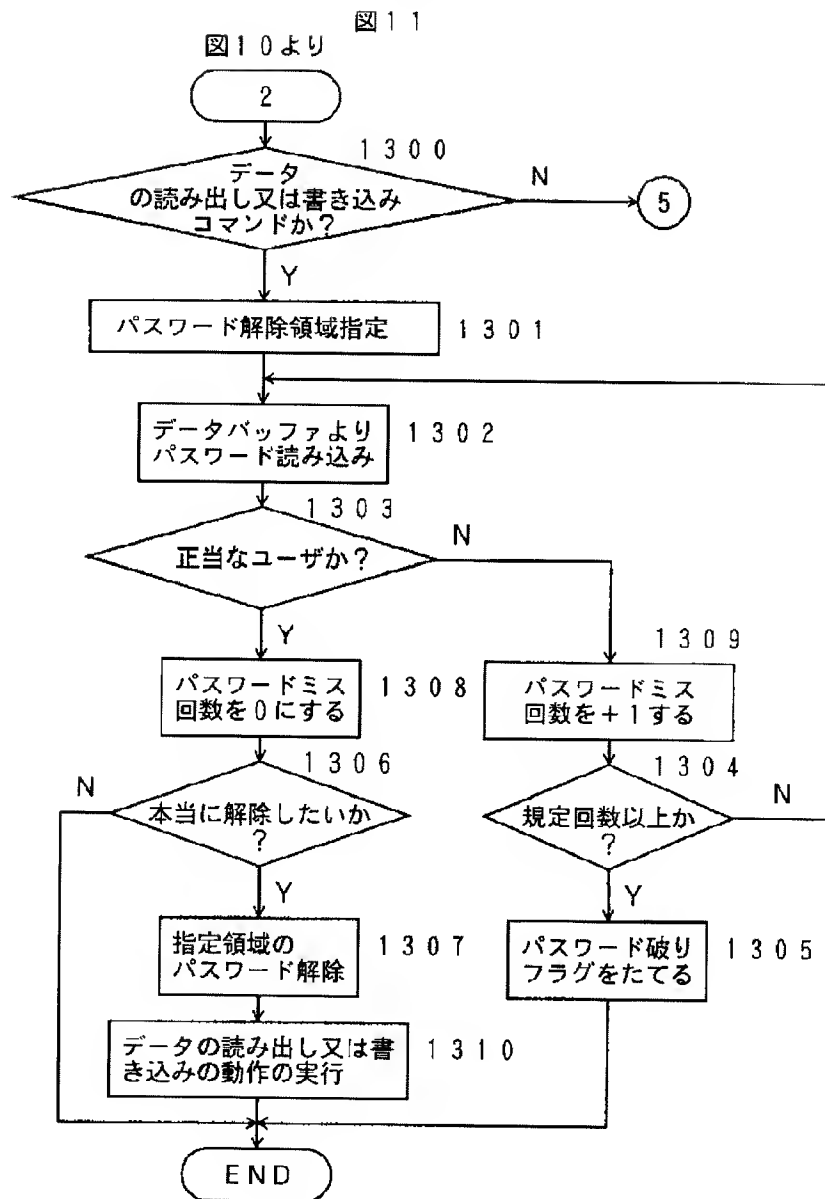 図11
図10より
2
1300
データ
の読み出し又は書き込み
コマンドか?
N
5
Y
パスワード解除領域指定
1301
データバッファより
パスワード読み込み
1302
1303
正当なユーザか?
N
Y
1309
パスワードミス
回数を0にする
1308
パスワードミス
回数を+1する
1306
1304
N
本当に解除したいか
?
規定回数以上か
?
N
Y
Y
指定領域の
パスワード解除
1307
パスワード破り
フラグをたてる
1305
データの読み出し又は書
き込みの動作の実行
1310
END